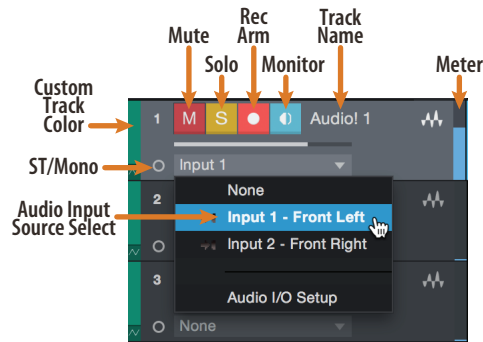 Mute
Rec
Arm
Track
Name
Solo
Monitor
Meter
Custom
Track
Color
1
M
S
Audio! 1
ST/Mono
Input 1
None
2
Audio Input
Source Select
Input 1 - Front Left
Input 2 - Front Right
3
Audio I/O Setup
None